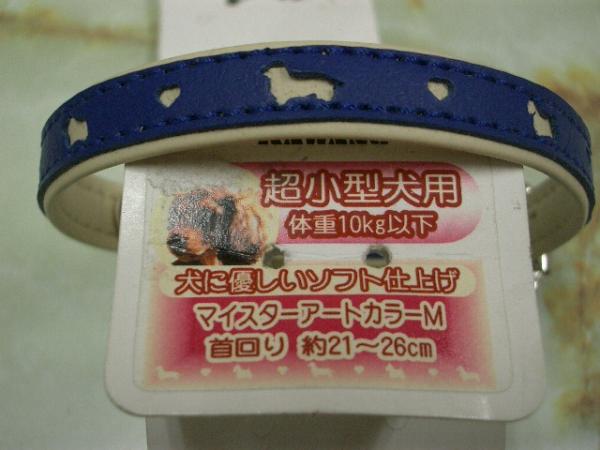 超小型犬用
体重10kg以下
犬に優しいソフト仕上げ
マイスターアートカラーM
首回り 約21〜26cm